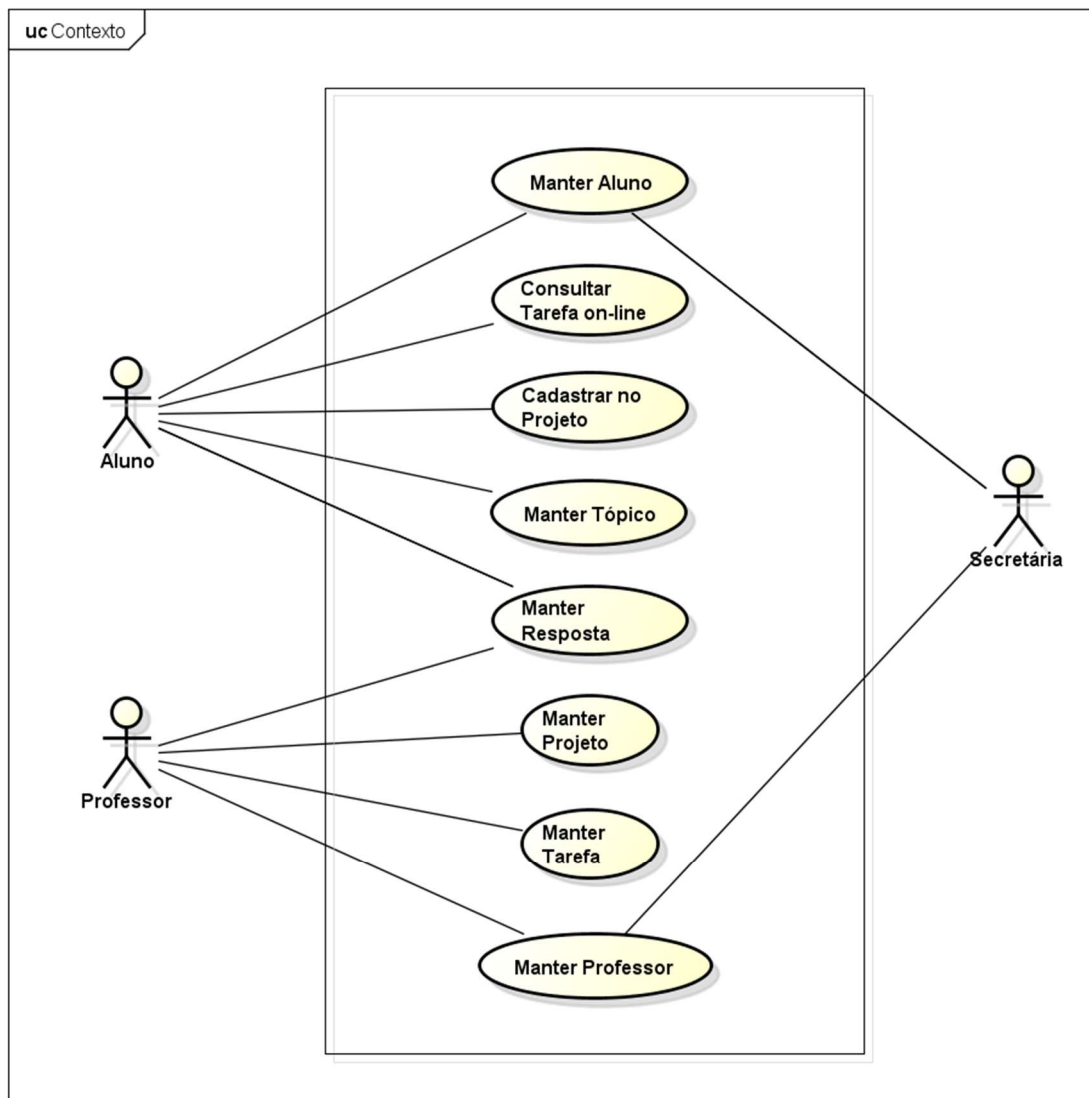 uc Contexto
Manter Aluno
Consultar
Tarefa on-line
Cadastrar no
Projeto
Aluno
Manter Tópico
Secretária
Manter
Resposta
Manter
Projeto
Professor
Manter
Tarefa
Manter Professor